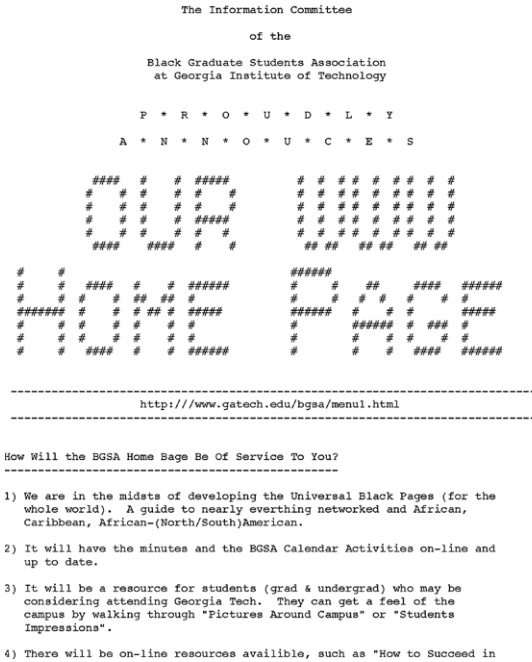 The Information Committee
of the
Black Graduate Students Association
at Georgia Institute of Technology
P * R * O * U * D * L * Y
A * N * N * O * U * C * E * S
OUR WWW
HOME PAGE
http:///www.gatech.edu/bgsa/menu1.html
How Will the BGSA Home Bage Be Of Service To You?
1) We are in the midsts of developing the Universal Black Pages (for the
whole world). A guide to nearly everthing networked and African,
Caribbean, African-(North/South)American.
2) It will have the minutes and the BGSA Calendar Activities on-line and
up to date.
3) It will be a resource for students (grad & undergrad) who may be
considering attending Georgia Tech. They can get a feel of the
campus by walking through "Pictures Around Campus" or "Students
Impressions".
4) There will be on-line resources availible, such as "How to Succeed in